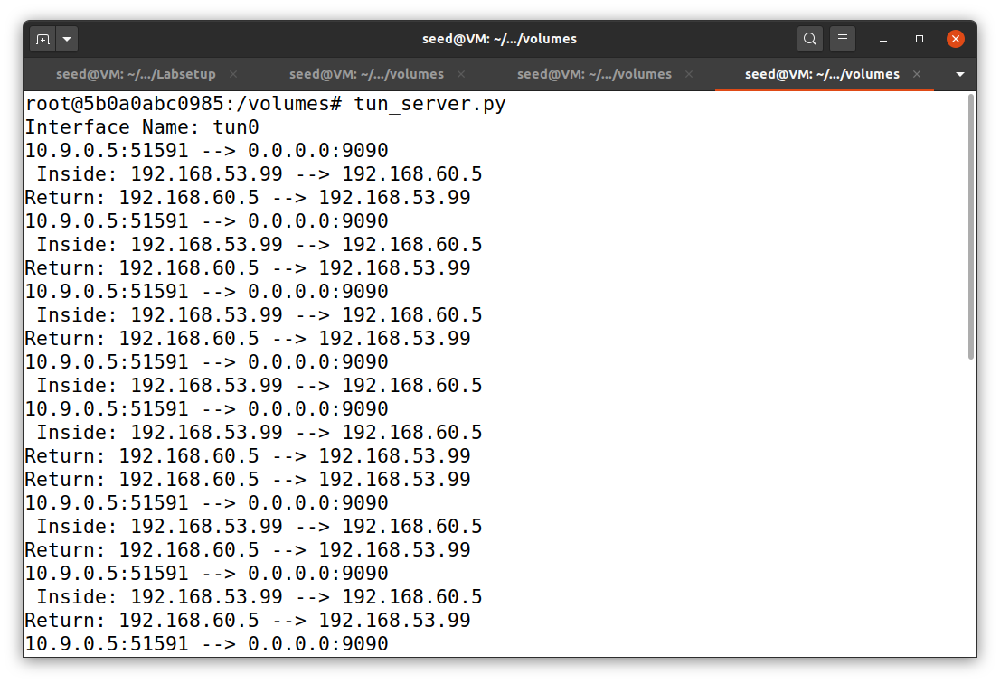 seed@VM: ~/.../volumes
seed@VM: ~/.../Labsetup
seed@VM: ~/.../volumes
seed@VM: ~/.../volumes
seed@VM: ~/.../volumes
root@5b0a0abc0985:/volumes# tun_server.py
Interface Name: tun0
10.9.0.5:51591 --> 0.0.0.0:9090
 Inside: 192.168.53.99 --> 192.168.60.5
Return: 192.168.60.5 --> 192.168.53.99
10.9.0.5:51591 --> 0.0.0.0:9090
 Inside: 192.168.53.99 --> 192.168.60.5
Return: 192.168.60.5 --> 192.168.53.99
10.9.0.5:51591 --> 0.0.0.0:9090
 Inside: 192.168.53.99 --> 192.168.60.5
Return: 192.168.60.5 --> 192.168.53.99
10.9.0.5:51591 --> 0.0.0.0:9090
 Inside: 192.168.53.99 --> 192.168.60.5
10.9.0.5:51591 --> 0.0.0.0:9090
 Inside: 192.168.53.99 --> 192.168.60.5
Return: 192.168.60.5 --> 192.168.53.99
Return: 192.168.60.5 --> 192.168.53.99
10.9.0.5:51591 --> 0.0.0.0:9090
 Inside: 192.168.53.99 --> 192.168.60.5
Return: 192.168.60.5 --> 192.168.53.99
10.9.0.5:51591 --> 0.0.0.0:9090
 Inside: 192.168.53.99 --> 192.168.60.5
Return: 192.168.60.5 --> 192.168.53.99
10.9.0.5:51591 --> 0.0.0.0:9090